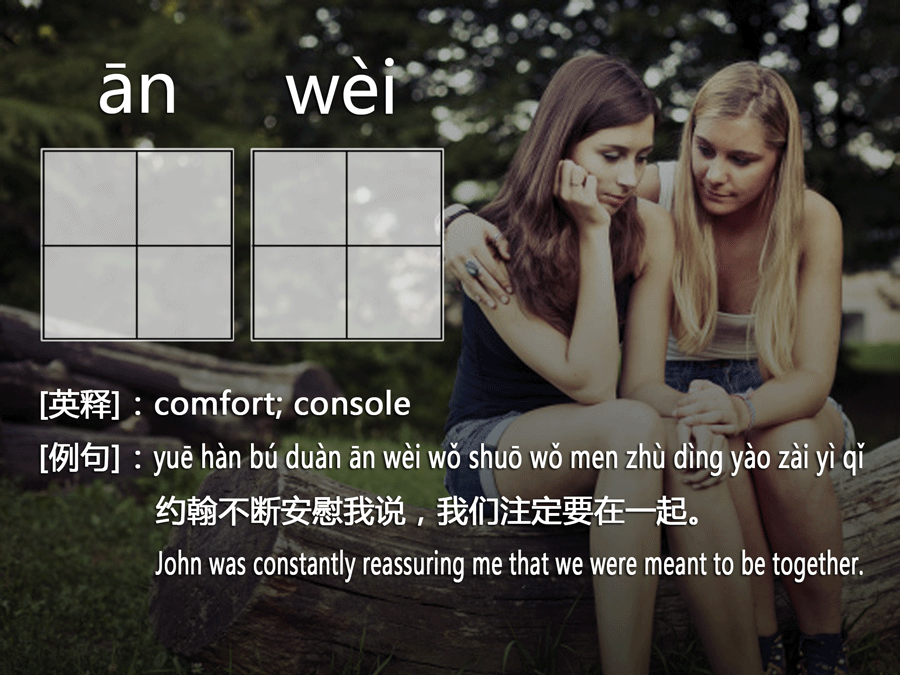 ān wèi
[英释]：comfort; console
[例句]：yuē hàn bú duàn ān wèi wǒ shuō wǒ men zhù dìng yào zài yì qǐ
约翰不断安慰我说，我们注定要在一起。
John was constantly reassuring me that we were meant to be together.